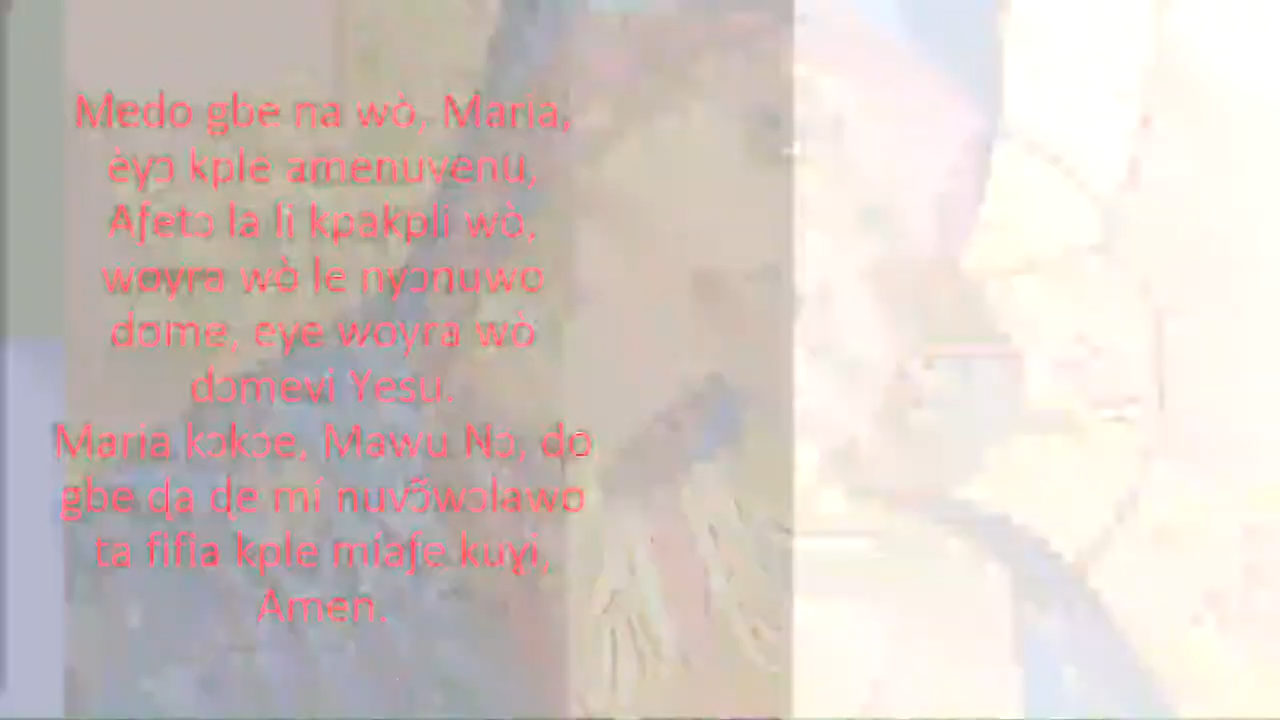 Medo gbe na wò, Maria,
èyɔ kple amenuvenu,
Aƒetɔ la li kpakpli wò,
woyra wò le nyɔnuwo
dome, eye woyra wò
dɔmevi Yesu.
Maria kɔkɔe, Mawu Nɔ, do
gbe ɖa ɖe mí nuvɔ̃wɔlawo
ta fifia kple miaƒe kuɣi,
Amen.